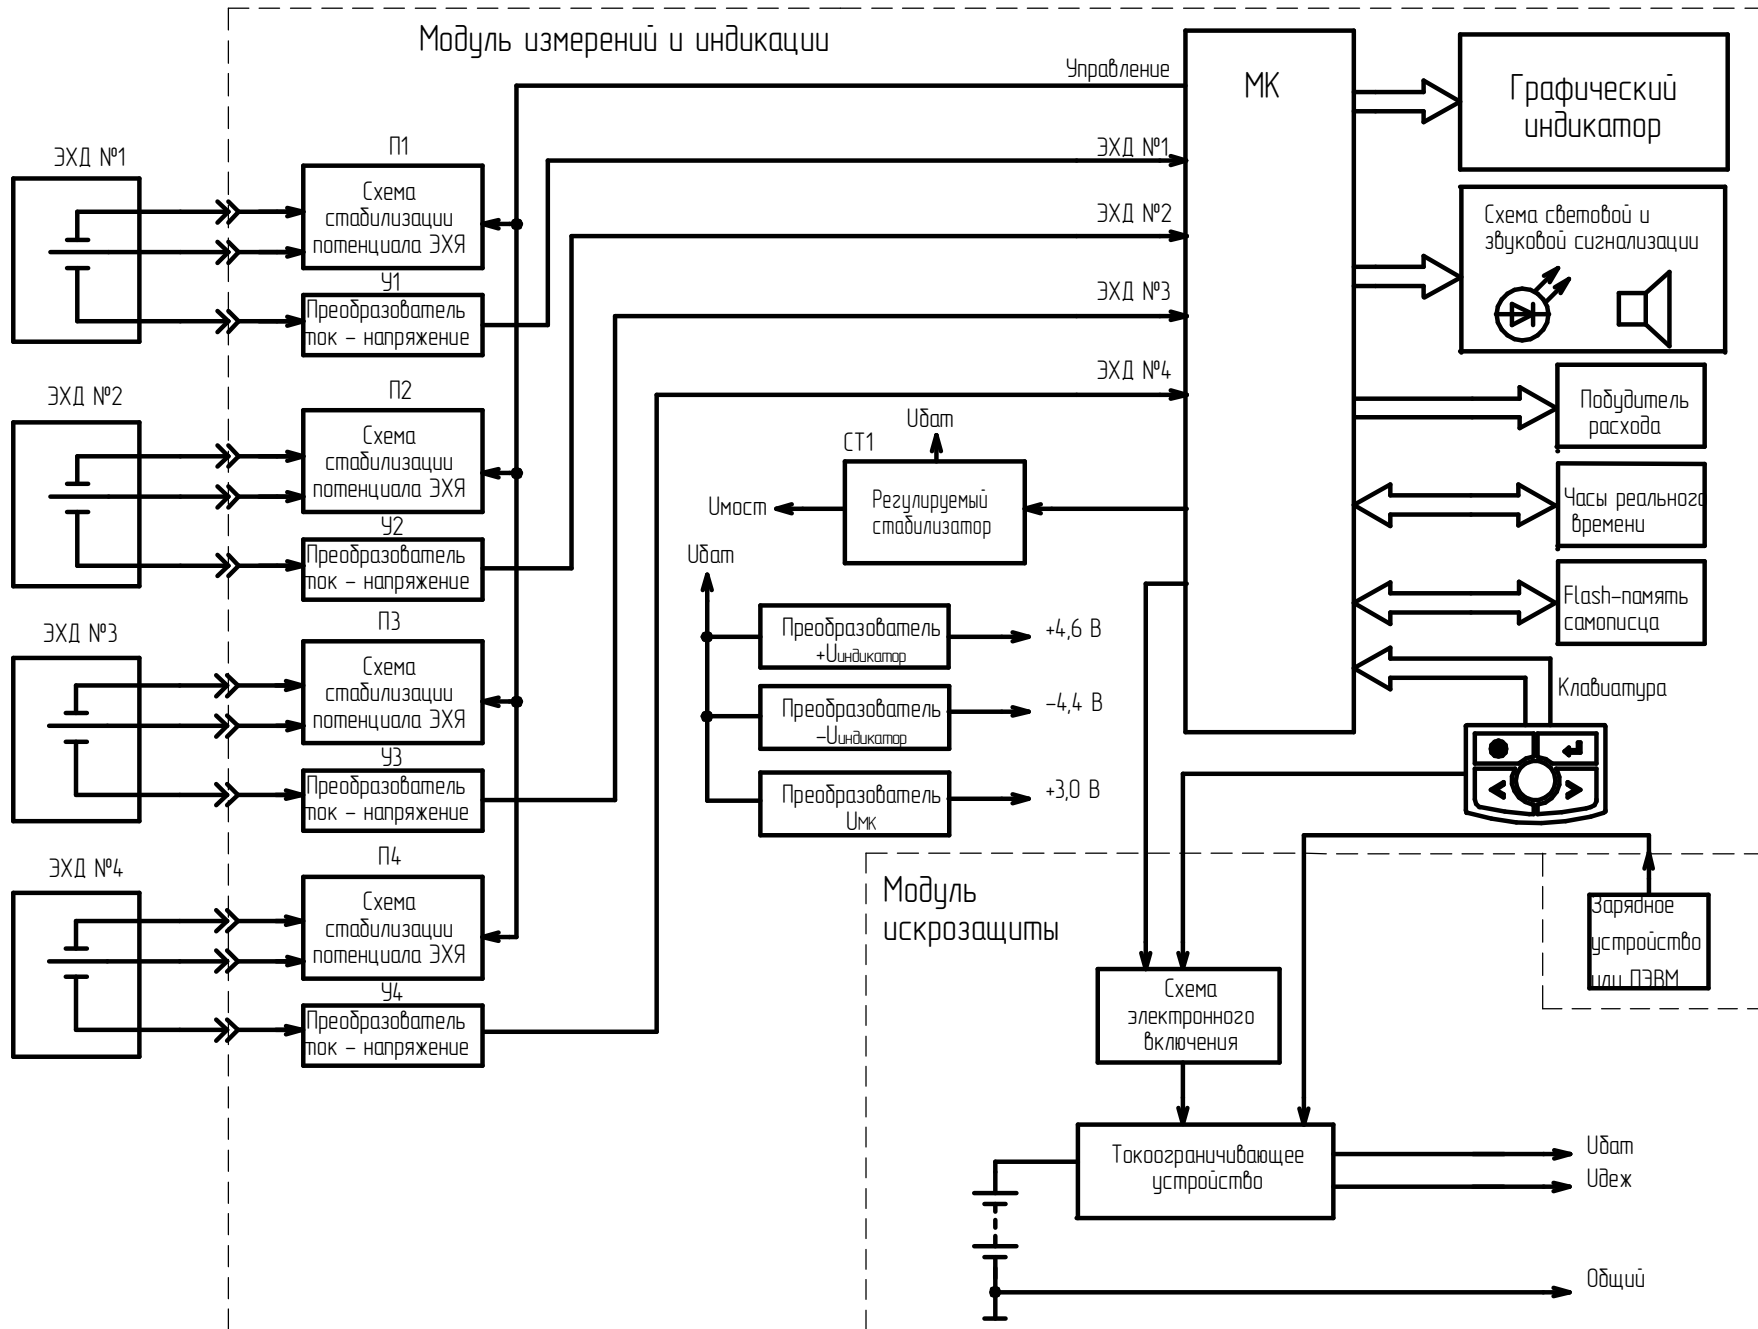 Модуль измерений и индикации
Управление
МК
Графический
индикатор
ЭХД №1
П1
Схема
стабилизации
потенциала ЭХЯ
У1
Преобразователь
ток – напряжение
ЭХД №1
ЭХД №2
ЭХД №3
ЭХД №4
Схема световой и
звуковой сигнализации
ЭХД №2
П2
Схема
стабилизации
потенциала ЭХЯ
У2
Преобразователь
ток – напряжение
Uбат
СТ1
Регулируемый
стабилизатор
Uмост
Побудитель
расхода
Часы реального
времени
Flash–память
самописца
Клавиатура
ЭХД №3
П3
Схема
стабилизации
потенциала ЭХЯ
У3
Преобразователь
ток – напряжение
Uбат
Преобразователь
+Uиндикатор
+4,6 В
Преобразователь
–Uиндикатор
–4,4 В
Преобразователь
Uмк
+3,0 В
ЭХД №4
П4
Схема
стабилизации
потенциала ЭХЯ
У4
Преобразователь
ток – напряжение
Модуль
искрозащиты
Зарядное
устройство
или ПЭВМ
Схема
электронного
включения
Токоограничивающее
устройство
Uбат
Uдеж
Общий